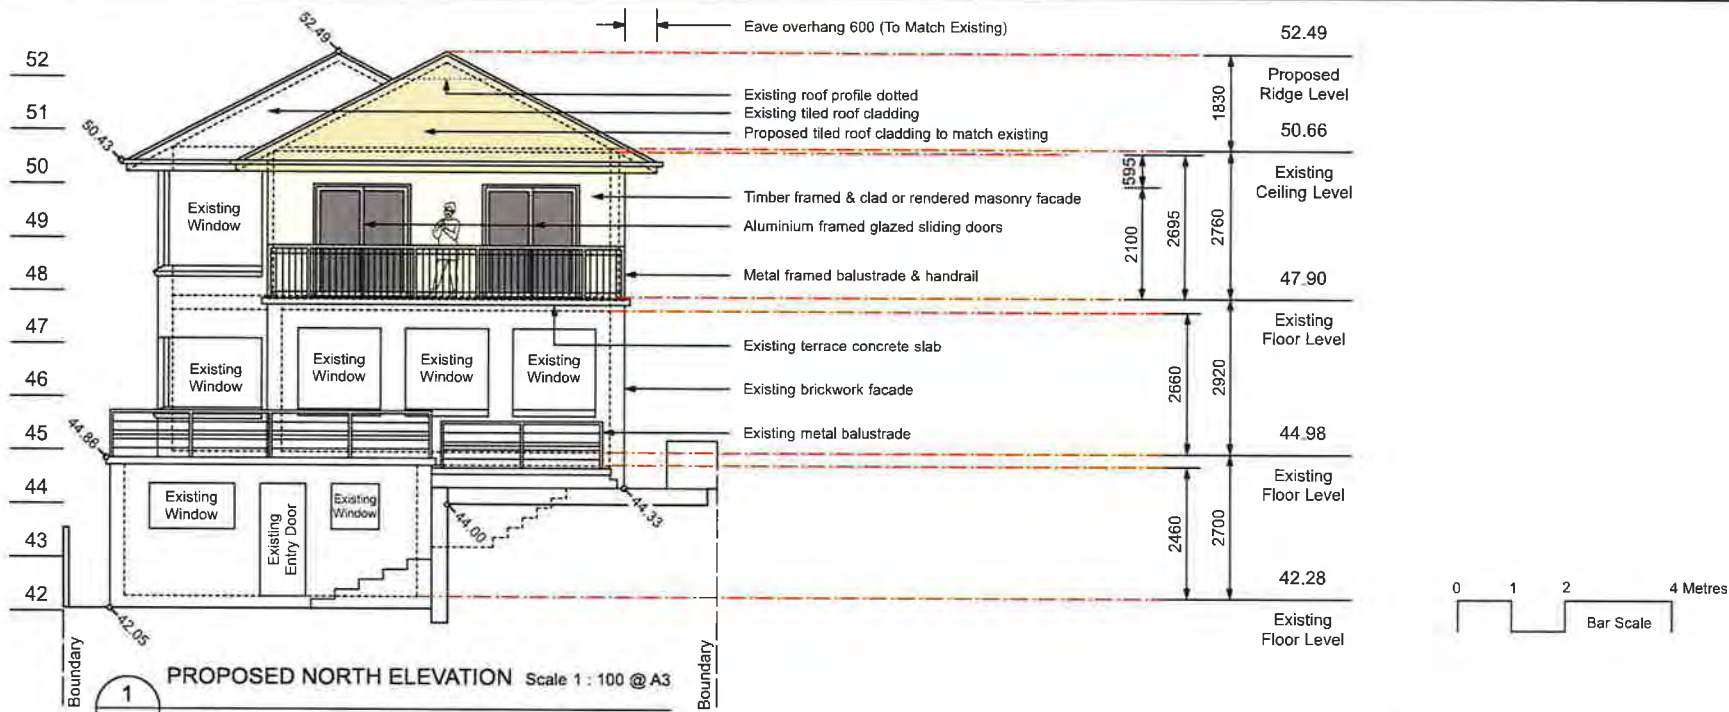 52
51
50
49
48
47
46
45
44
43
42
52.49
50.43
44.88
42.05
44.00
44.33
Existing
Window
Existing
Window
Existing
Window
Existing
Window
Existing
Window
Existing
Window
Existing
Entry Door
Existing
Window
Boundary
Boundary
Eave overhang 600 (To Match Existing)
Existing roof profile dotted
Existing tiled roof cladding
Proposed tiled roof cladding to match existing
Timber framed & clad or rendered masonry facade
Aluminium framed glazed sliding doors
Metal framed balustrade & handrail
Existing terrace concrete slab
Existing brickwork facade
Existing metal balustrade
595
2100
2695
2660
2460
1830
2760
2920
2700
52.49
Proposed
Ridge Level
50.66
Existing
Ceiling Level
47.90
Existing
Floor Level
44.98
Existing
Floor Level
42.28
Existing
Floor Level
0 1 2 4 Metres
Bar Scale
1
PROPOSED NORTH ELEVATION Scale 1 : 100 @ A3